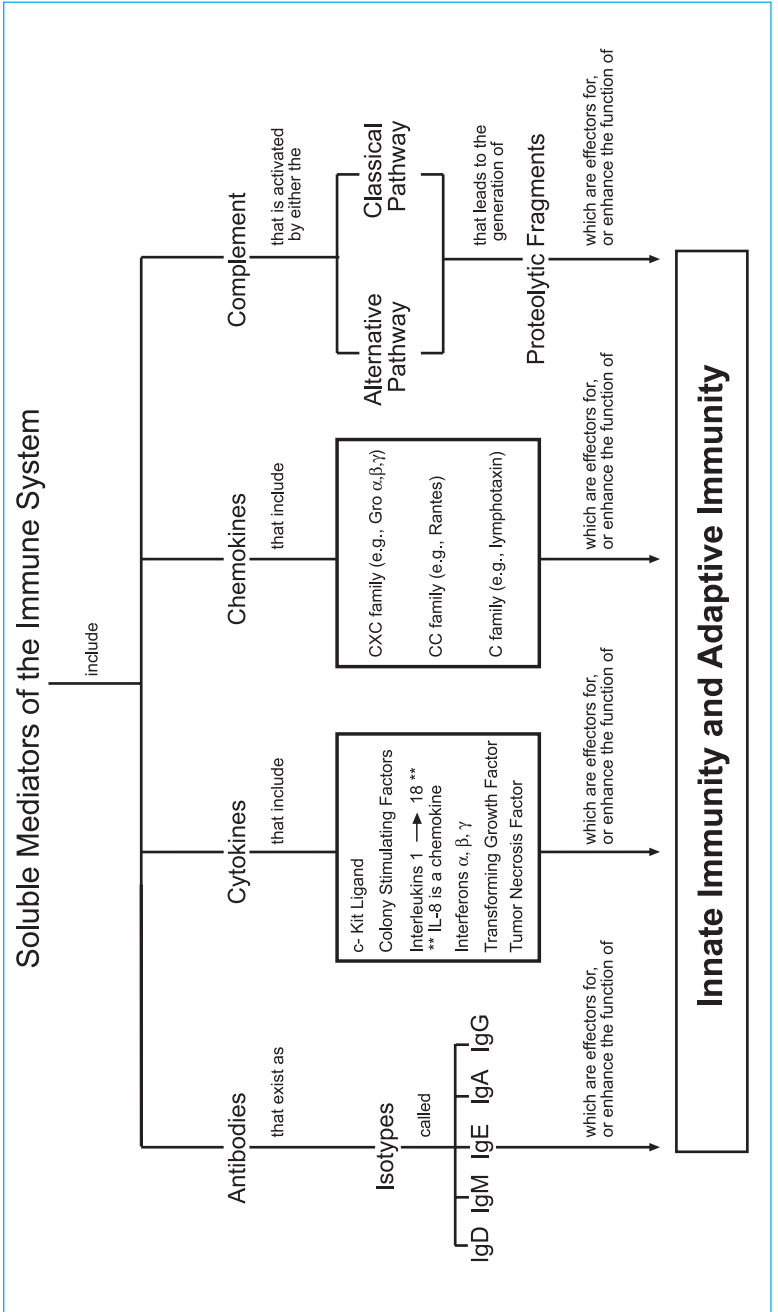 Soluble Mediators of the Immune System
include
Antibodies
that exist as
Isotypes
called
IgD IgM IgE IgA IgG
which are effectors for,
or enhance the function of
Cytokines
that include
c- Kit Ligand
Colony Stimulating Factors
Interleukins 1 → 18 **
** IL-8 is a chemokine
Interferons α, β, γ
Transforming Growth Factor
Tumor Necrosis Factor
which are effectors for,
or enhance the function of
Chemokines
that include
CXC family (e.g., Gro α,β,γ)
CC family (e.g., Rantes)
C family (e.g., lymphotaxin)
which are effectors for,
or enhance the function of
Complement
that is activated
by either the
Alternative
Pathway
Classical
Pathway
that leads to the
generation of
Proteolytic Fragments
which are effectors for,
or enhance the function of
Innate Immunity and Adaptive Immunity